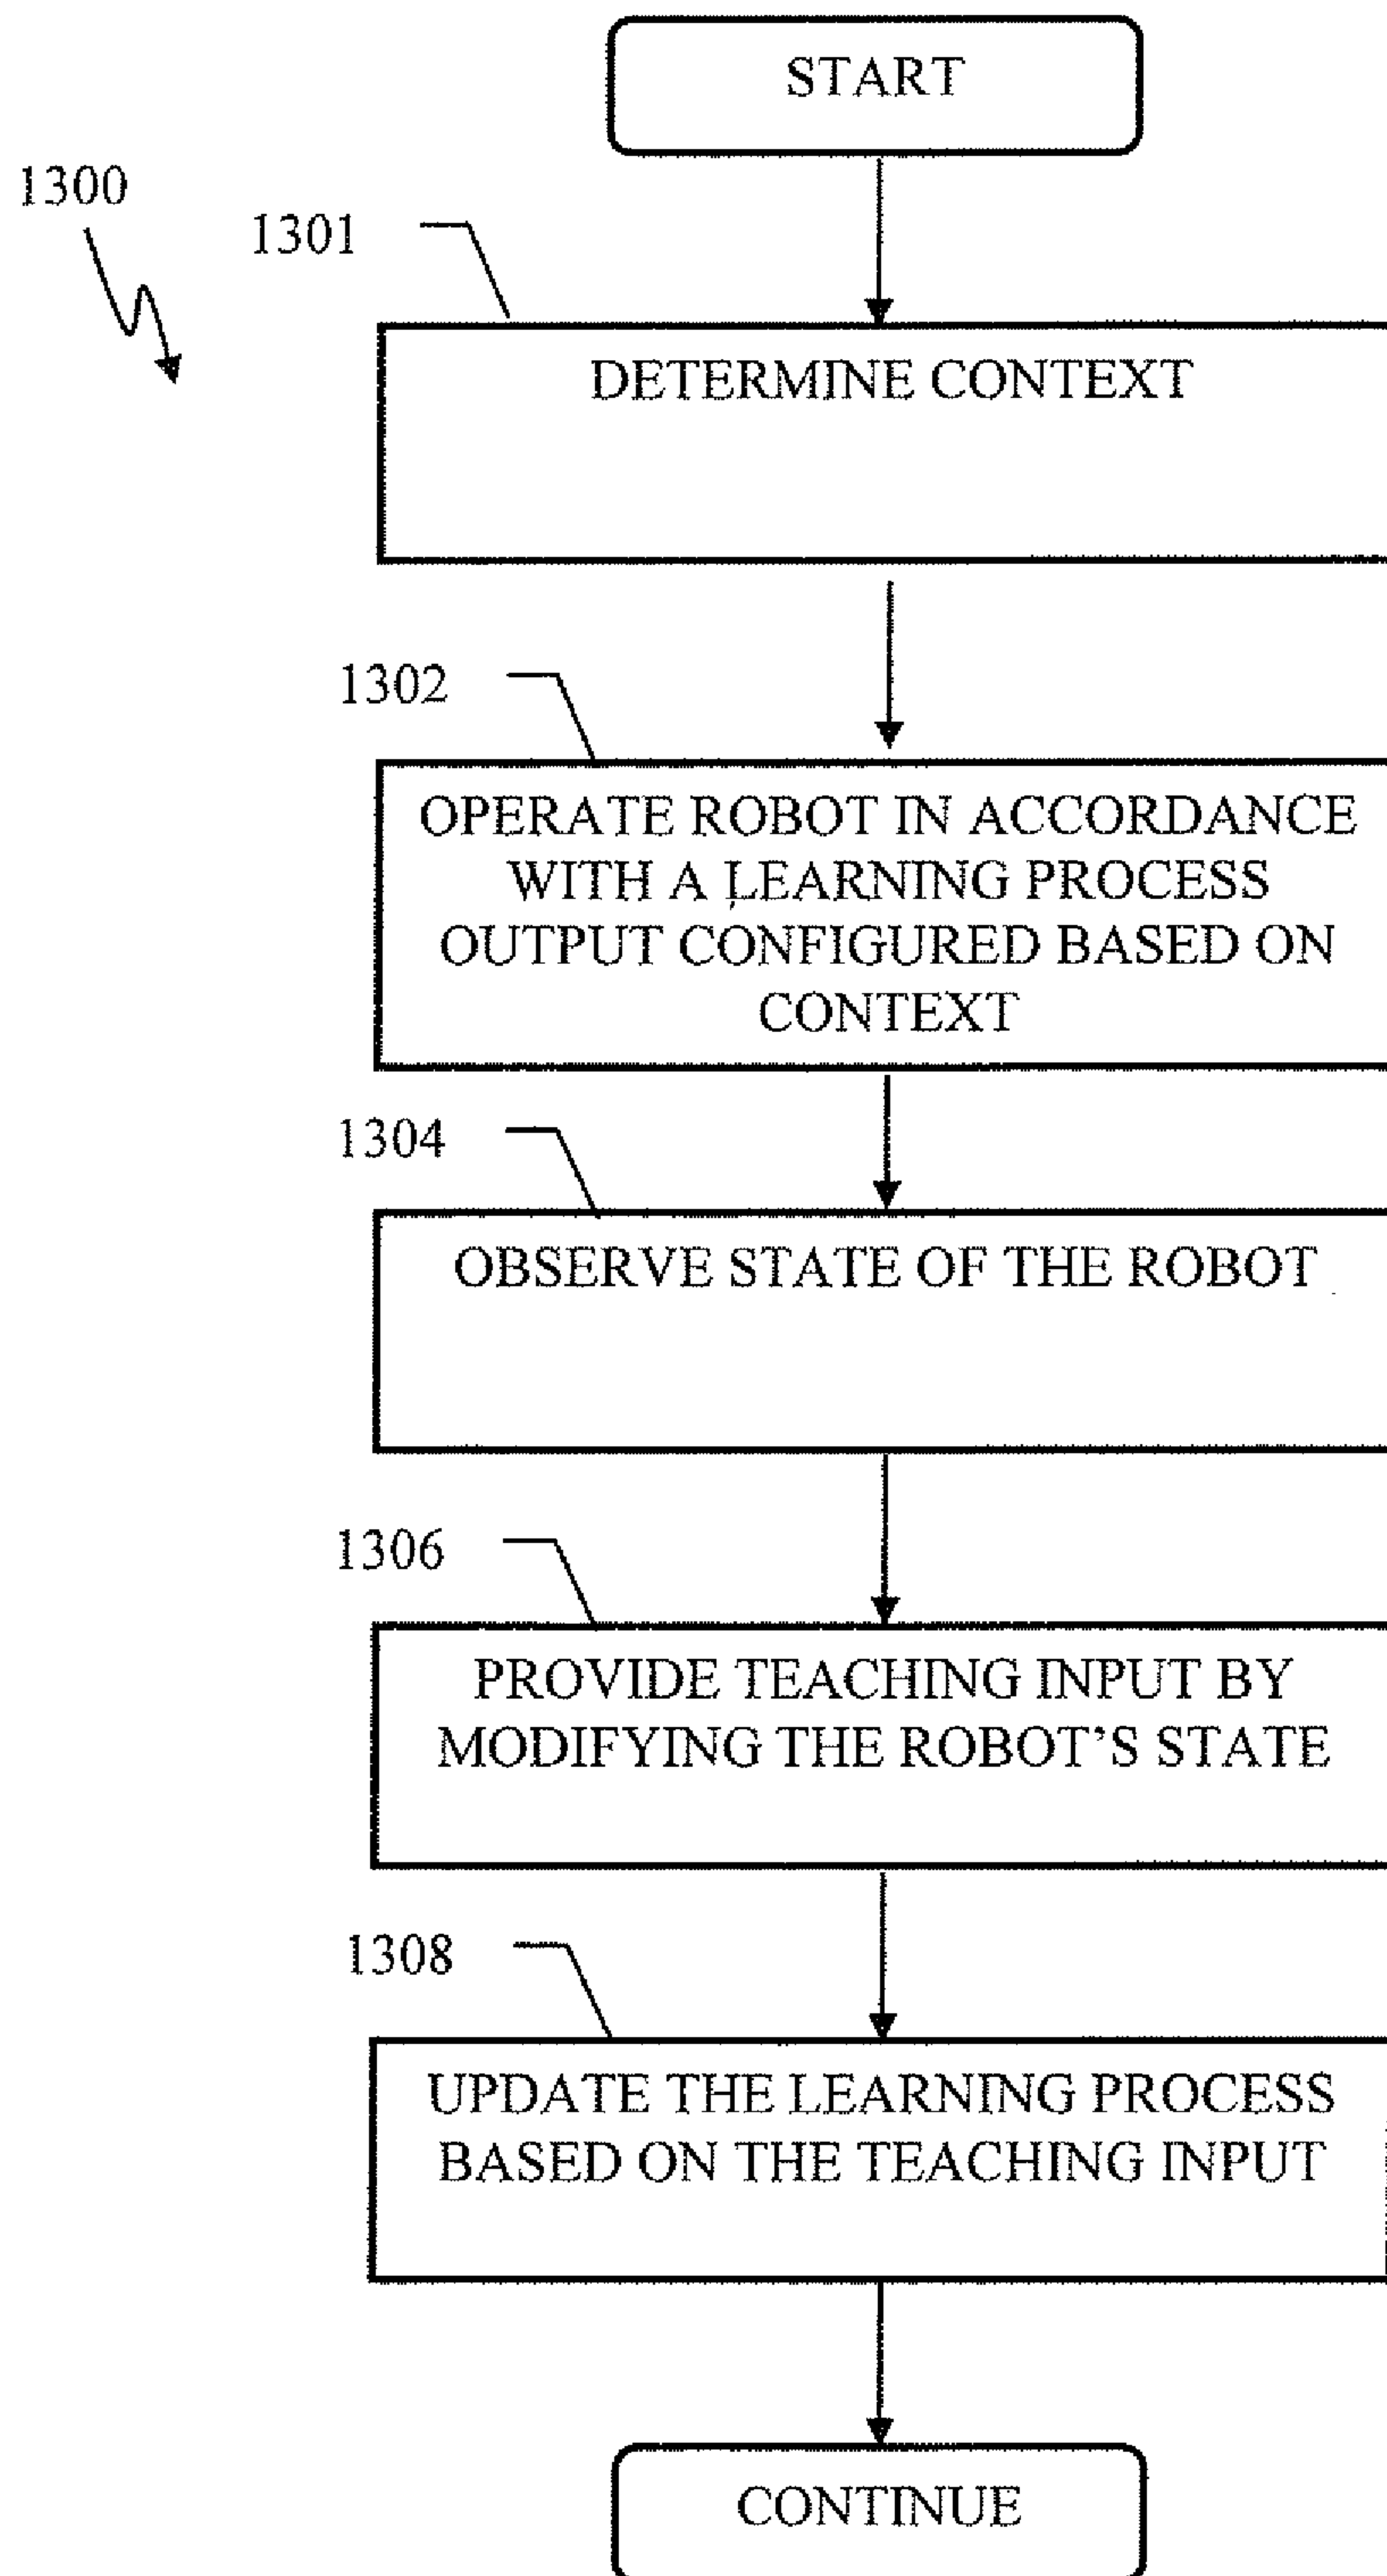 START
1300
1301
DETERMINE CONTEXT
1302
OPERATE ROBOT IN ACCORDANCE
WITH A LEARNING PROCESS
OUTPUT CONFIGURED BASED ON
CONTEXT
1304
OBSERVE STATE OF THE ROBOT
1306
PROVIDE TEACHING INPUT BY
MODIFYING THE ROBOT’S STATE
1308
UPDATE THE LEARNING PROCESS
BASED ON THE TEACHING INPUT
CONTINUE